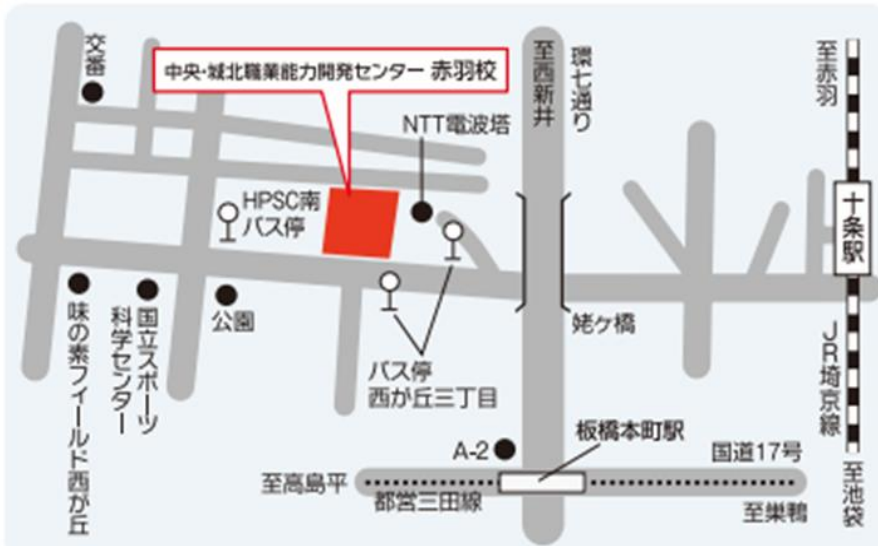 交番
中央・城北職業能力開発センター 赤羽校
至西新井
環七通り
至赤羽
NTT電波塔
HPSC南
バス停
十条駅
味の素フィールド西が丘
国立スポーツ
科学センター
公園
バス停
西が丘三丁目
姥ケ橋
JR埼京線
A-2
板橋本町駅
国道17号
至高島平
都営三田線
至巣鴨
至池袋